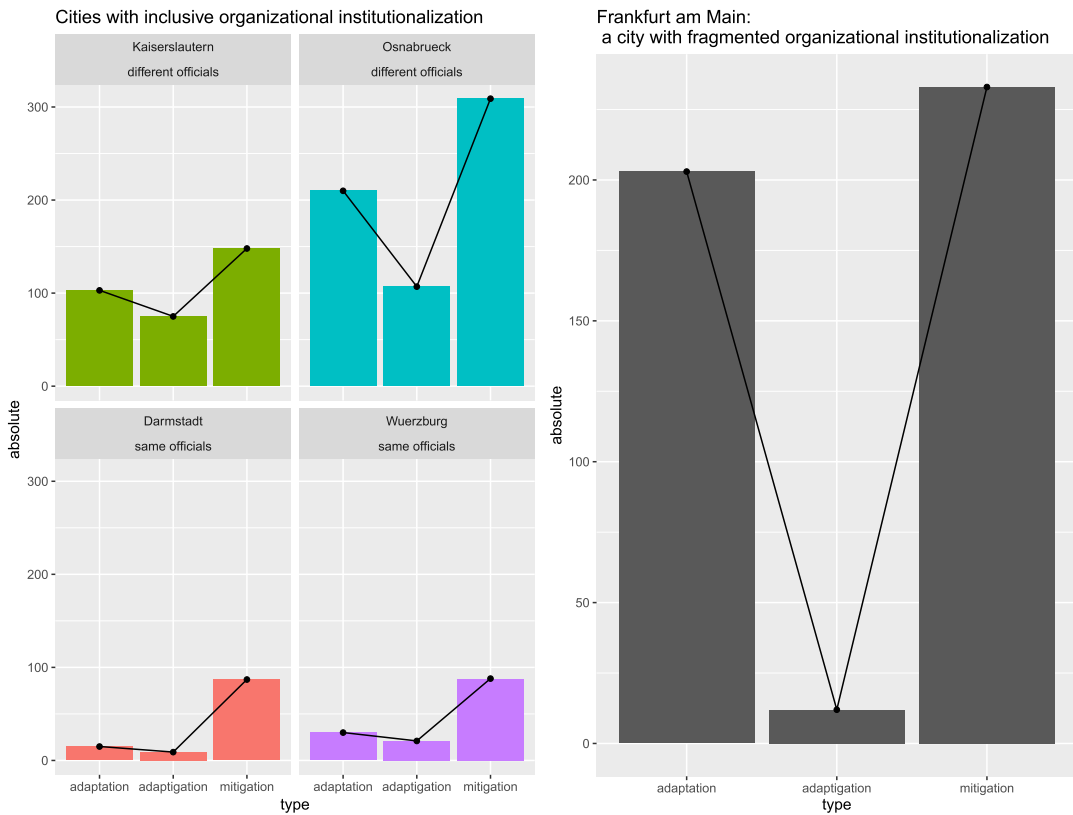 Cities with inclusive organizational institutionalization
Kaiserslautern
different officials
Osnabrueck
different officials
300
200
100
0
Darmstadt
same officials
Wuerzburg
same officials
300
200
100
0
adaptation
adaptigation
mitigation
adaptation
adaptigation
mitigation
type
absolute
Frankfurt am Main:
a city with fragmented organizational institutionalization
200
150
100
50
0
adaptation
adaptigation
mitigation
type
absolute